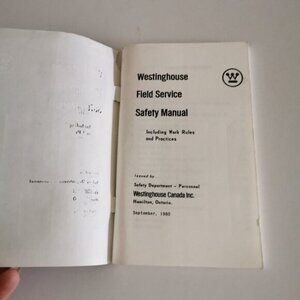 Westinghouse
Field Service
Safety Manual
Including Work Rules
and Practices
issued by
Safety Department - Personnel
Westinghouse Canada Inc.
Hamilton, Ontario.
September, 1980